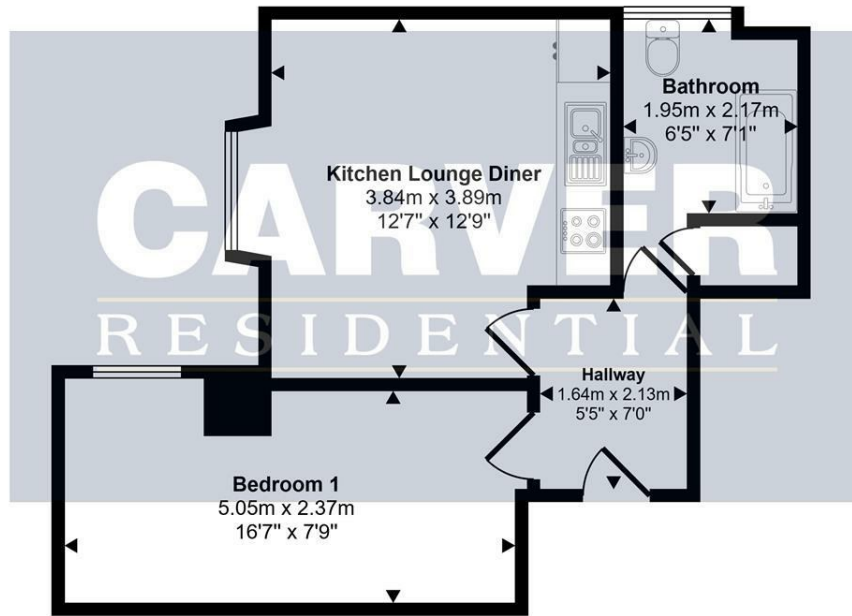 Bathroom
1.95m x 2.17m
6'5" x 7'1"
Kitchen Lounge Diner
3.84m x 3.89m
12'7" x 12'9"
CARVER
RESIDENTIAL
Hallway
1.64m x 2.13m
5'5" x 7'0"
Bedroom 1
5.05m x 2.37m
16'7" x 7'9"